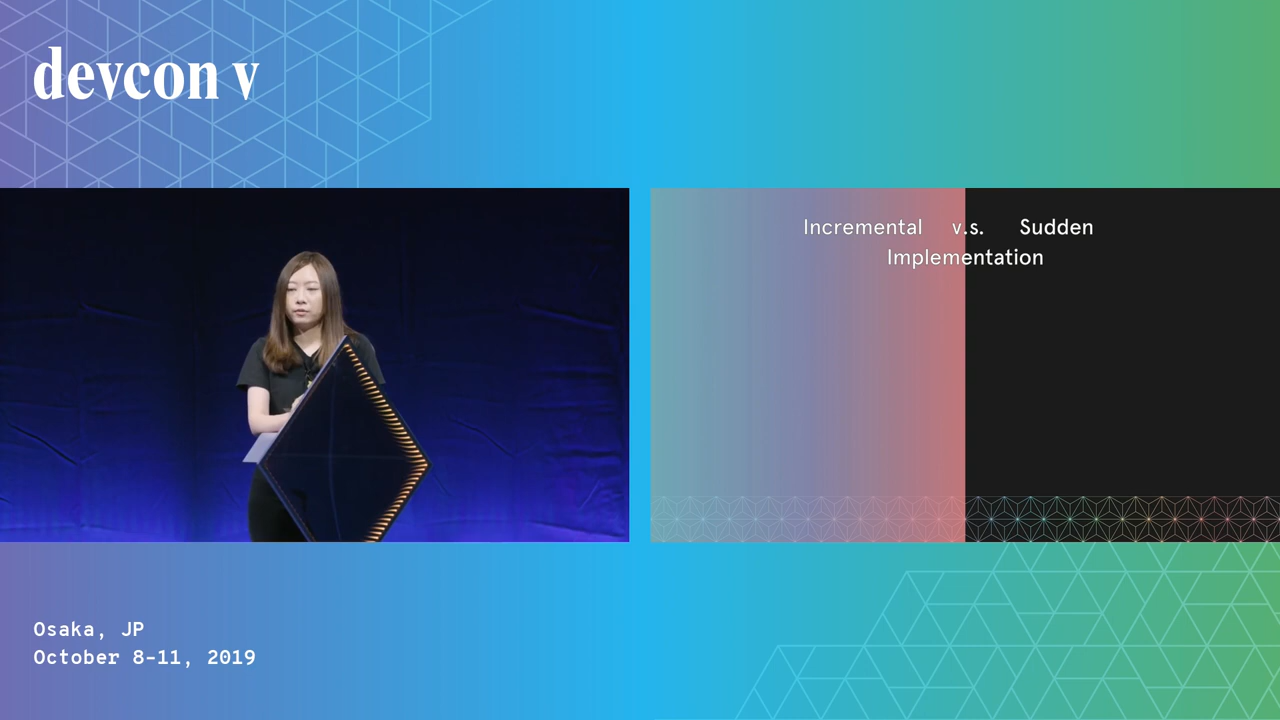 devcon v
Incremental v.s. Sudden
Implementation
Osaka, JP
October 8-11, 2019